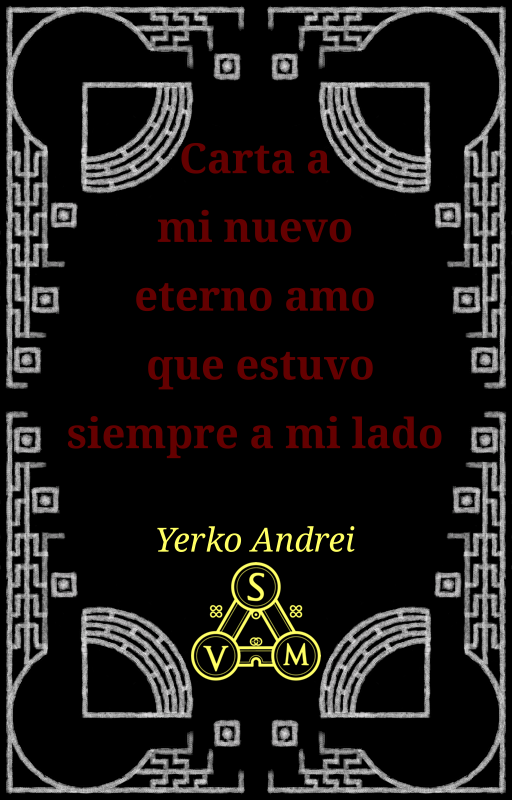 Carta a
mi nuevo
eterno amo
que estuvo
siempre a mi lado
Yerko Andrei
S
V M